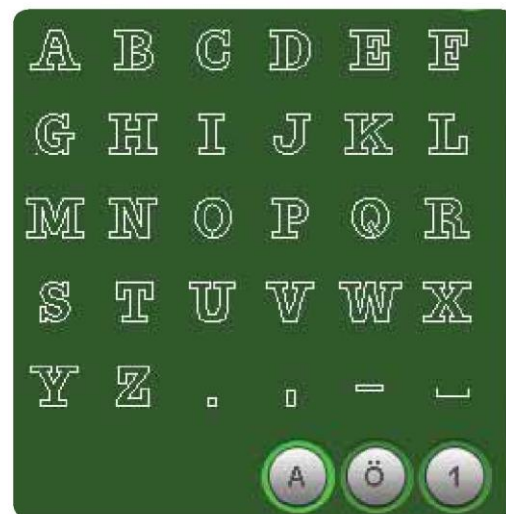 A B C D E F
G H I J K L
M N O P Q R
S T U V W X
Y Z . , - ␣
A Ö 1